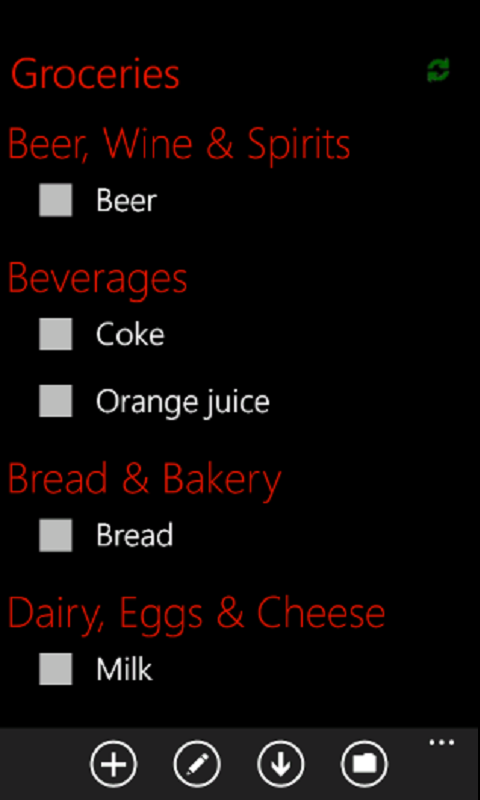 Groceries
Beer, Wine & Spirits
Beer
Beverages
Coke
Orange juice
Bread & Bakery
Bread
Dairy, Eggs & Cheese
Milk